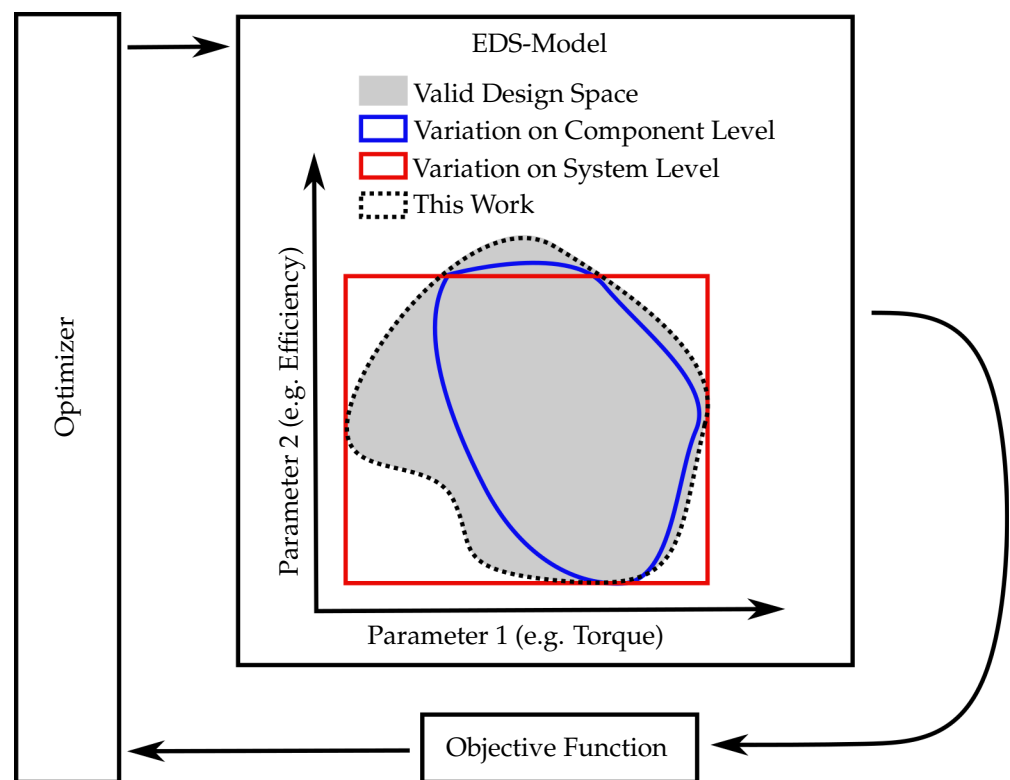 EDS-Model
Valid Design Space
Variation on Component Level
Variation on System Level
This Work
Optimizer
Parameter 2 (e.g. Efficiency)
Parameter 1 (e.g. Torque)
Objective Function